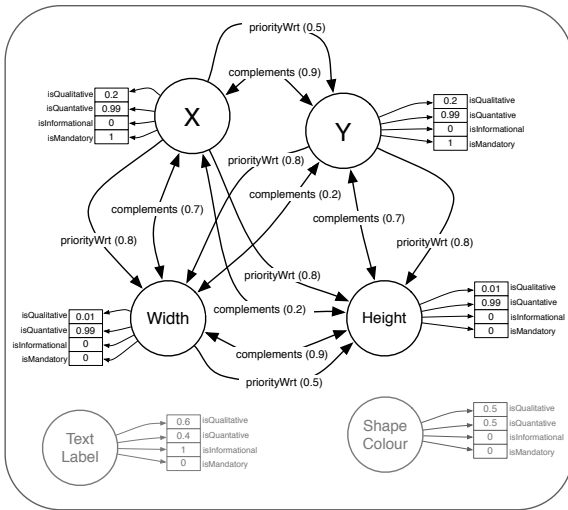 priorityWrt (0.5)
complements (0.9)
isQualitative 0.2
isQuantative 0.99
isInformational 0
isMandatory 1
X
Y
0.2 isQualitative
0.99 isQuantative
0 isInformational
1 isMandatory
priorityWrt (0.8)
complements (0.2)
complements (0.7)
complements (0.7)
priorityWrt (0.8)
priorityWrt (0.8)
priorityWrt (0.8)
isQualitative 0.01
isQuantative 0.99
isInformational 0
isMandatory 0
Width
complements (0.2)
Height
0.01 isQualitative
0.99 isQuantative
0 isInformational
0 isMandatory
complements (0.9)
priorityWrt (0.5)
Text
Label
0.6 isQualitative
0.4 isQuantative
1 isInformational
0 isMandatory
Shape
Colour
0.5 isQualitative
0.5 isQuantative
0 isInformational
0 isMandatory